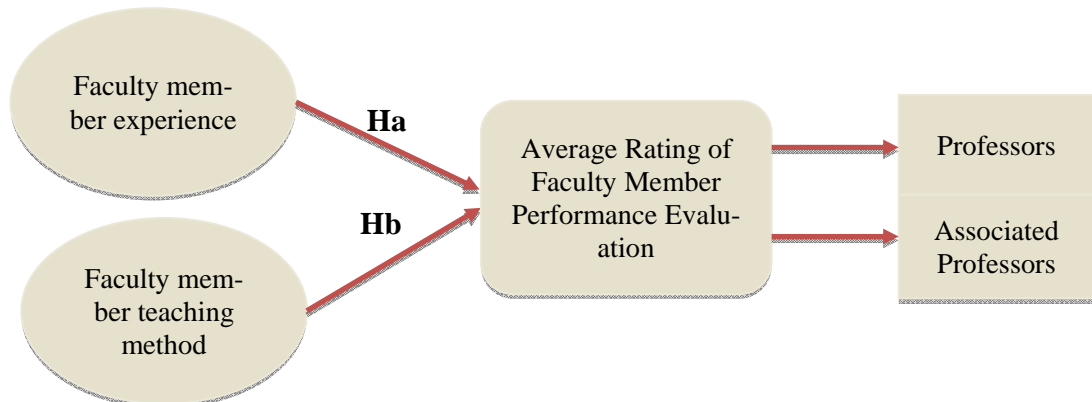 Faculty mem-
ber experience
Ha
Hb
Faculty mem-
ber teaching
method
Average Rating of
Faculty Member
Performance Evalu-
ation
Professors
Associated
Professors